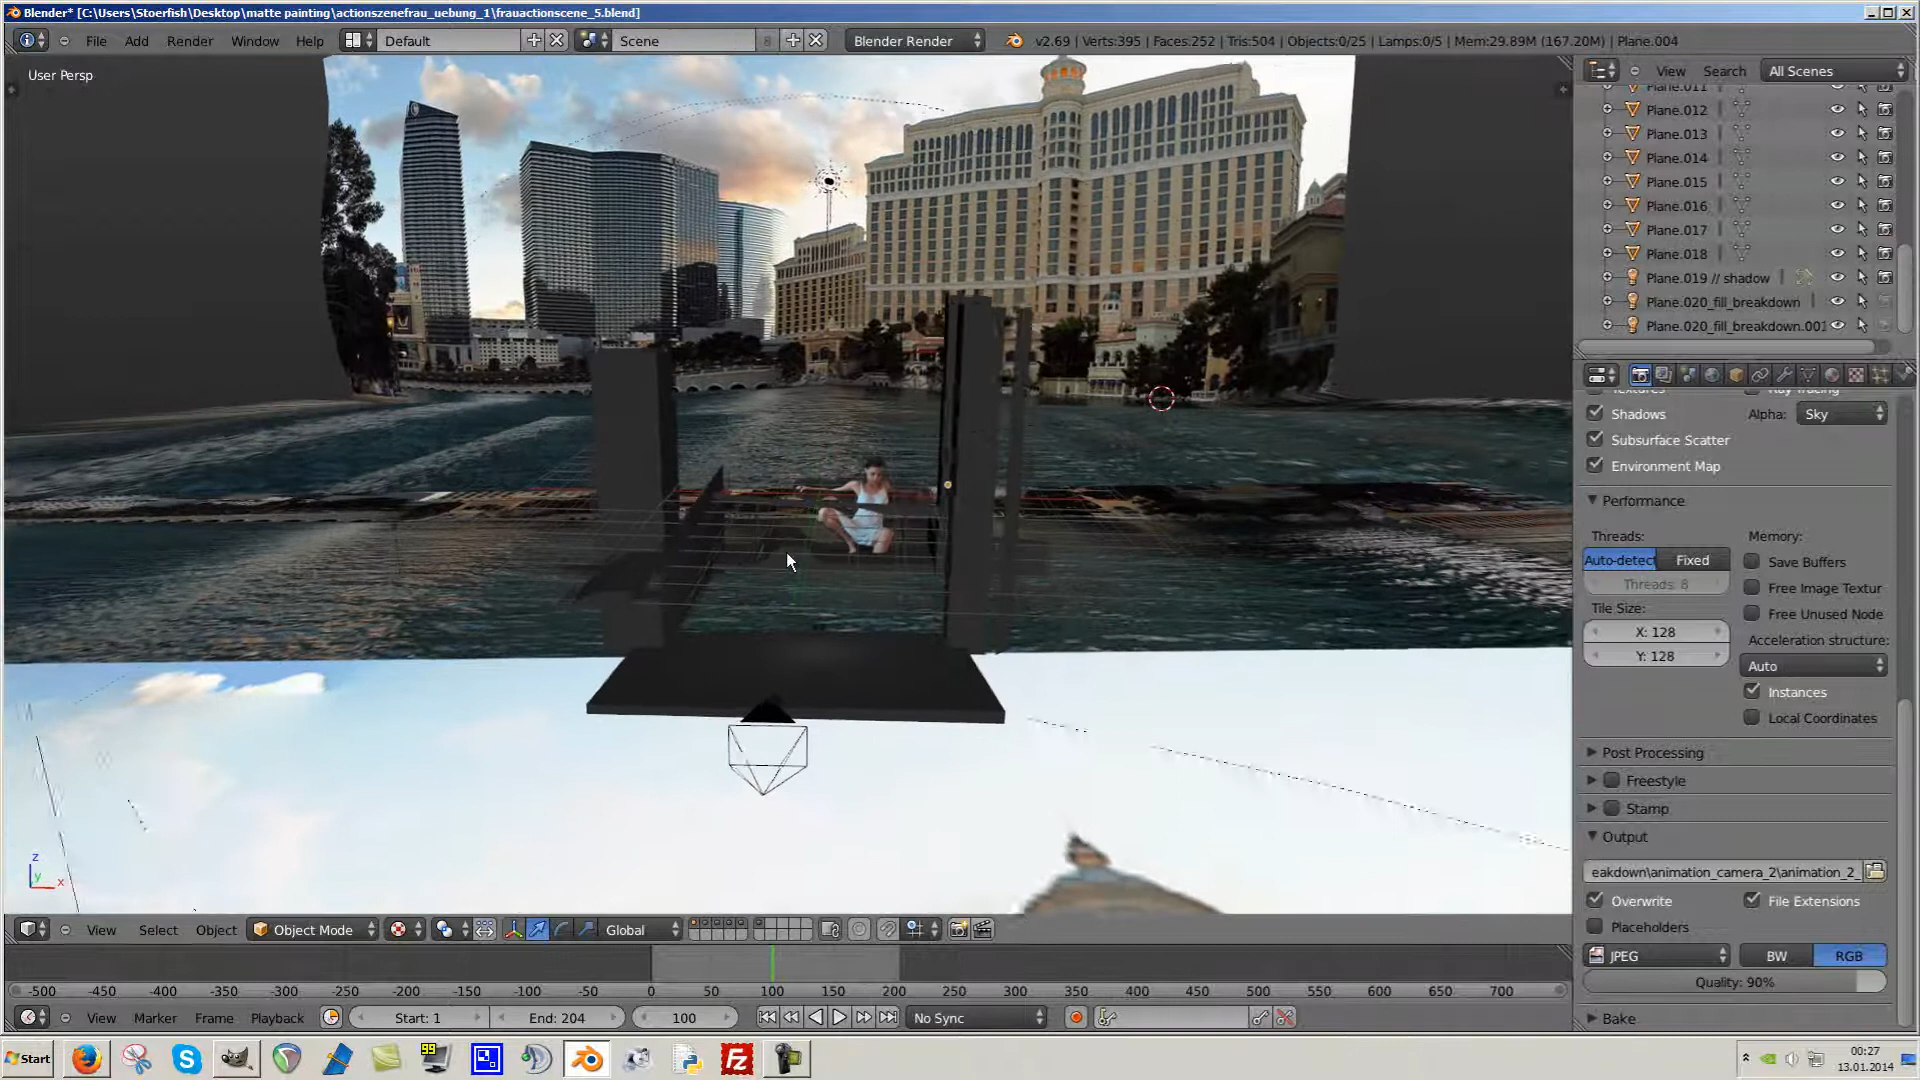 Blender* [C:\Users\Stoerfish\Desktop\matte painting\actionszenefrau_uebung_1\frauactionscene_5.blend]
File Add Render Window Help Default Scene 8 Blender Render v2.69 | Verts:395 | Faces:252 | Tris:504 | Objects:0/25 | Lamps:0/5 | Mem:29.89M (167.20M) | Plane.004
User Persp
View Search All Scenes
Plane.011
Plane.012
Plane.013
Plane.014
Plane.015
Plane.016
Plane.017
Plane.018
Plane.019 // shadow
Plane.020_fill_breakdown
Plane.020_fill_breakdown.001
Shadows Alpha: Sky
Subsurface Scatter
Environment Map
Performance
Threads: Memory:
Auto-detect Fixed Save Buffers
Threads: 8 Free Image Textur
Tile Size: Free Unused Node
X: 128 Acceleration structure:
Y: 128 Auto
Instances
Local Coordinates
Post Processing
Freestyle
Stamp
Output
eakdown\animation_camera_2\animation_2_
Overwrite File Extensions
Placeholders
JPEG BW RGB
Quality: 90%
Bake
z
y x
View Select Object Object Mode Global
-500 -450 -400 -350 -300 -250 -200 -150 -100 -50 0 50 100 150 200 250 300 350 400 450 500 550 600 650 700
View Marker Frame Playback Start: 1 End: 204 100 No Sync
Start 99 Fz 00:27
13.01.2014